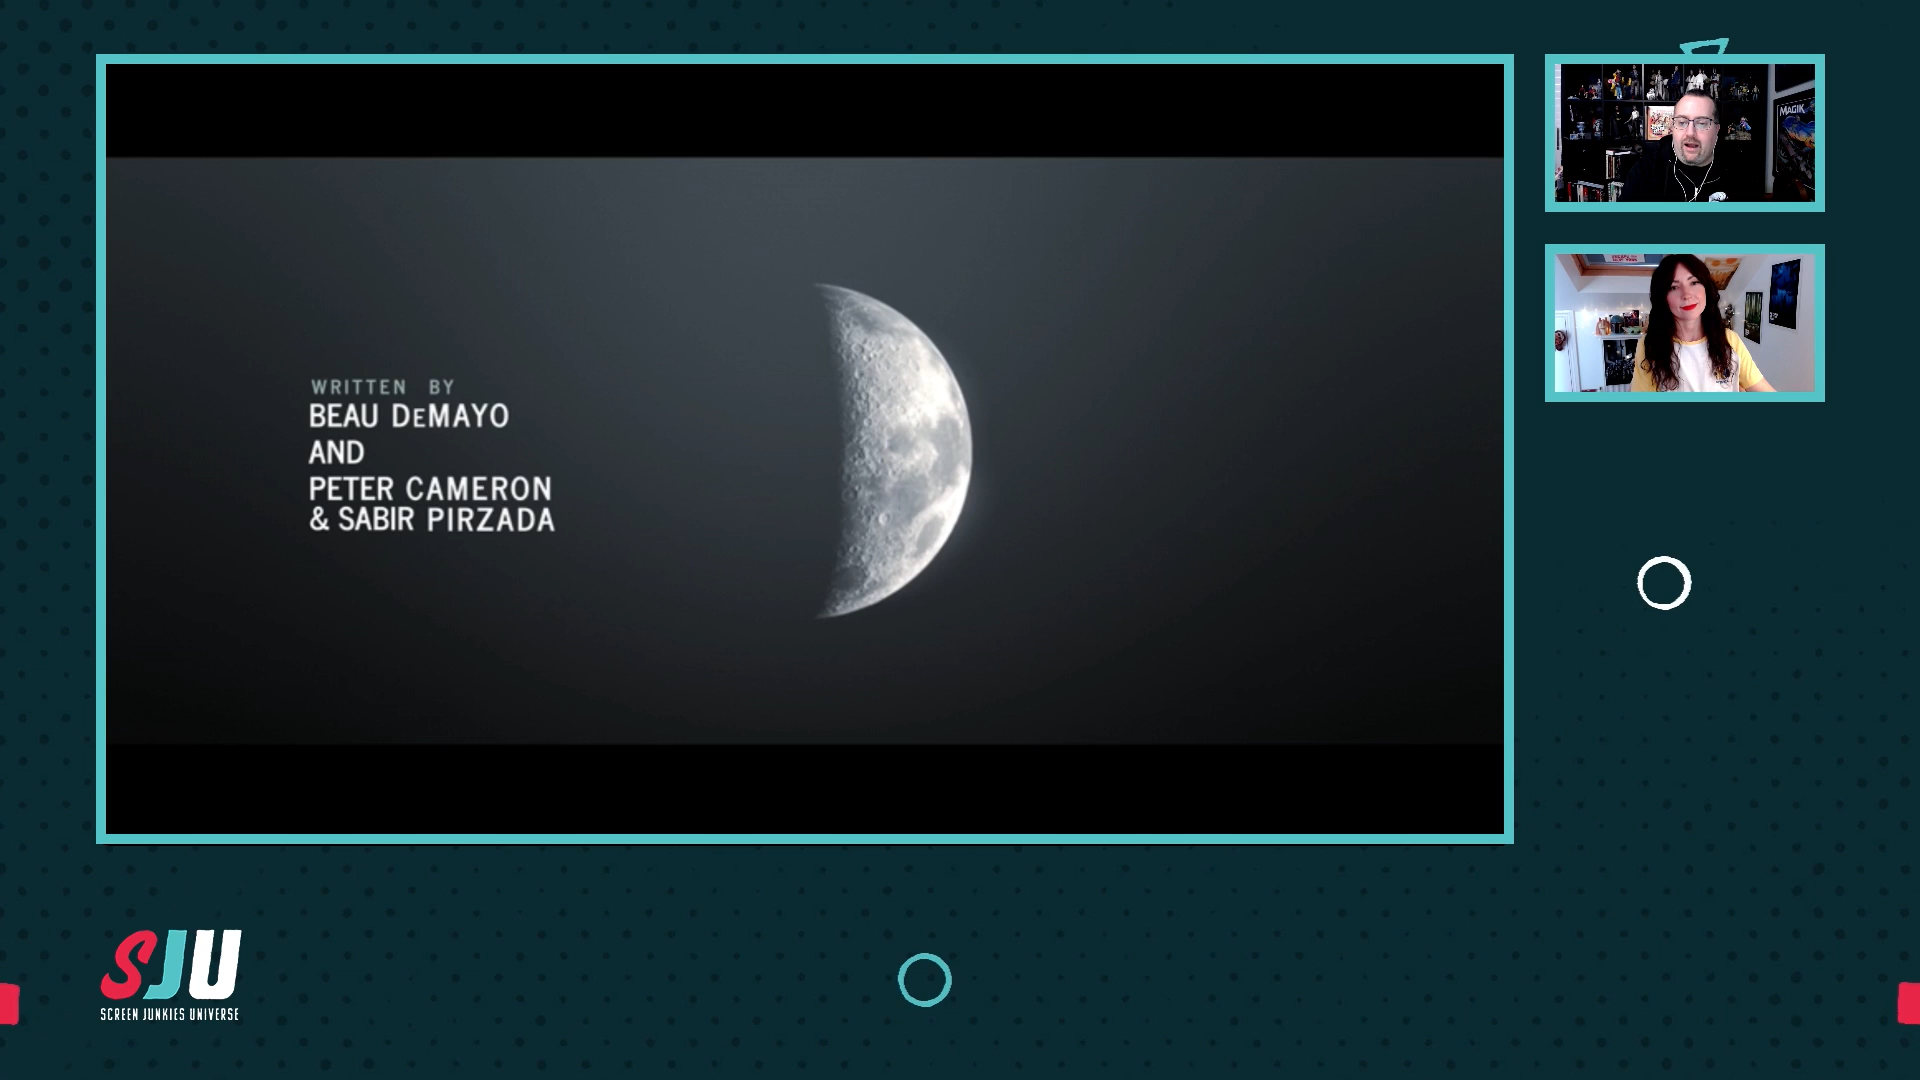 WRITTEN BY
BEAU DEMAYO
AND
PETER CAMERON
& SABIR PIRZADA
MAGIK
SJU
SCREEN JUNKIES UNIVERSE